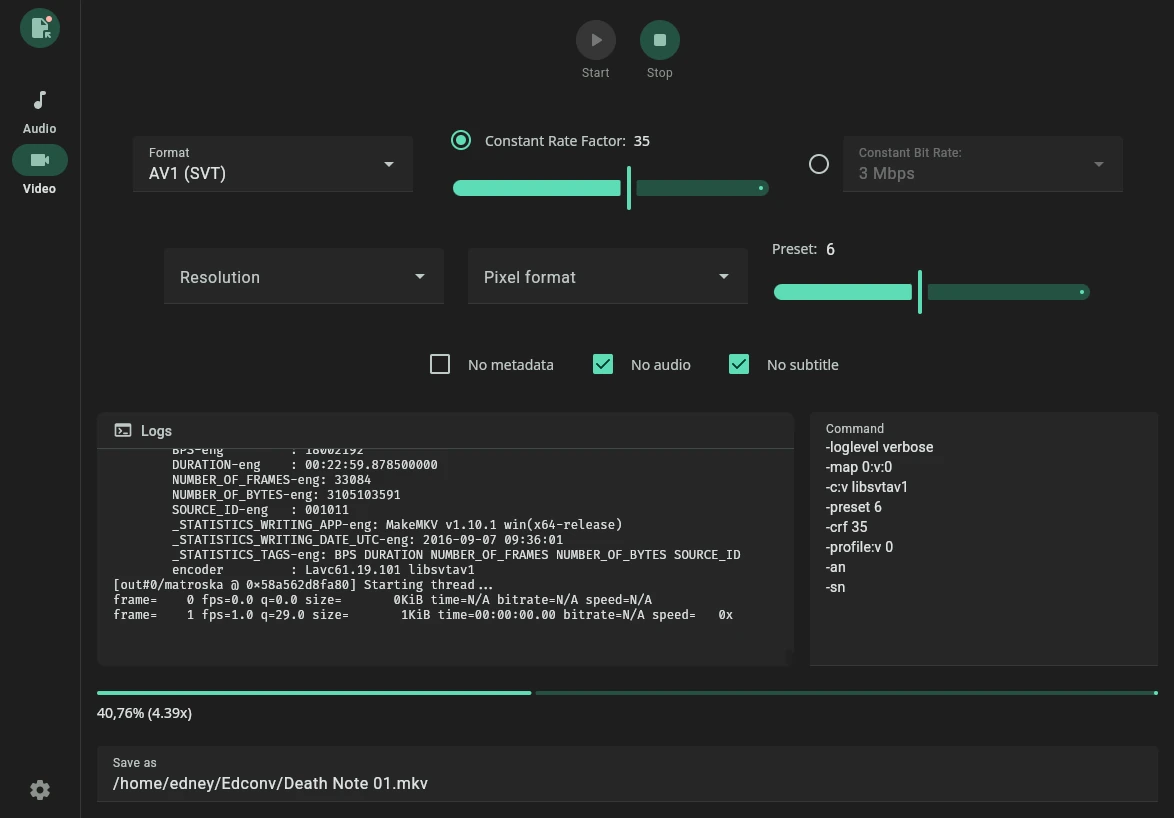 Start
Stop
Audio
Video
Format
AV1 (SVT)
Constant Rate Factor: 35
Constant Bit Rate:
3 Mbps
Resolution
Pixel format
Preset: 6
No metadata
No audio
No subtitle
Logs
BPS-eng : 18002192
DURATION-eng : 00:22:59.878500000
NUMBER_OF_FRAMES-eng: 33084
NUMBER_OF_BYTES-eng: 3105103591
SOURCE_ID-eng : 001011
_STATISTICS_WRITING_APP-eng: MakeMKV v1.10.1 win(x64-release)
_STATISTICS_WRITING_DATE_UTC-eng: 2016-09-07 09:36:01
_STATISTICS_TAGS-eng: BPS DURATION NUMBER_OF_FRAMES NUMBER_OF_BYTES SOURCE_ID
encoder : Lavc61.19.101 libsvtav1
[out#0/matroska @ 0x58a562d8fa80] Starting thread...
frame= 0 fps=0.0 q=0.0 size= 0KiB time=N/A bitrate=N/A speed=N/A
frame= 1 fps=1.0 q=29.0 size= 1KiB time=00:00:00.00 bitrate=N/A speed= 0x
Command
-loglevel verbose
-map 0:v:0
-c:v libsvtav1
-preset 6
-crf 35
-profile:v 0
-an
-sn
40,76% (4.39x)
Save as
/home/edney/Edconv/Death Note 01.mkv